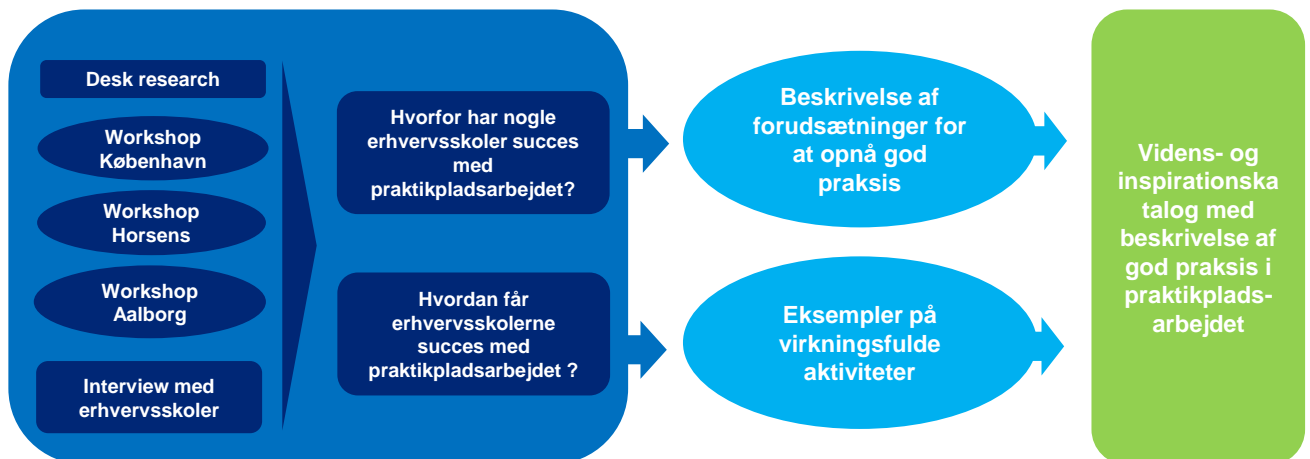 Desk research
Workshop
København
Workshop
Horsens
Workshop
Aalborg
Interview med
erhvervsskoler
Hvorfor har nogle
erhvervsskoler succes
med
praktikpladsarbejdet?
Hvordan får
erhvervsskolerne
succes med
praktikpladsarbejdet ?
Beskrivelse af
forudsætninger for
at opnå god
praksis
Eksempler på
virkningsfulde
aktiviteter
Videns- og
inspirationska
talog med
beskrivelse af
god praksis i
praktikplads-
arbejdet